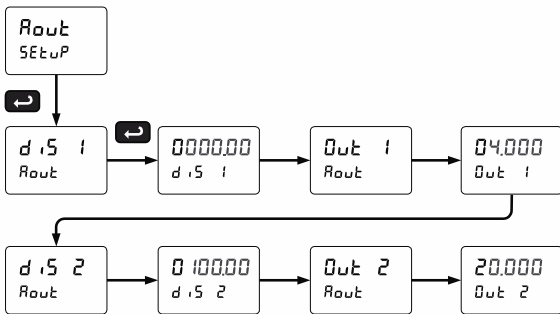 Aout
SEtuP
diS 1
Aout
0000.00
diS 1
Out 1
Aout
04.000
Out 1
diS 2
Aout
0100.00
diS 2
Out 2
Aout
20.000
Out 2